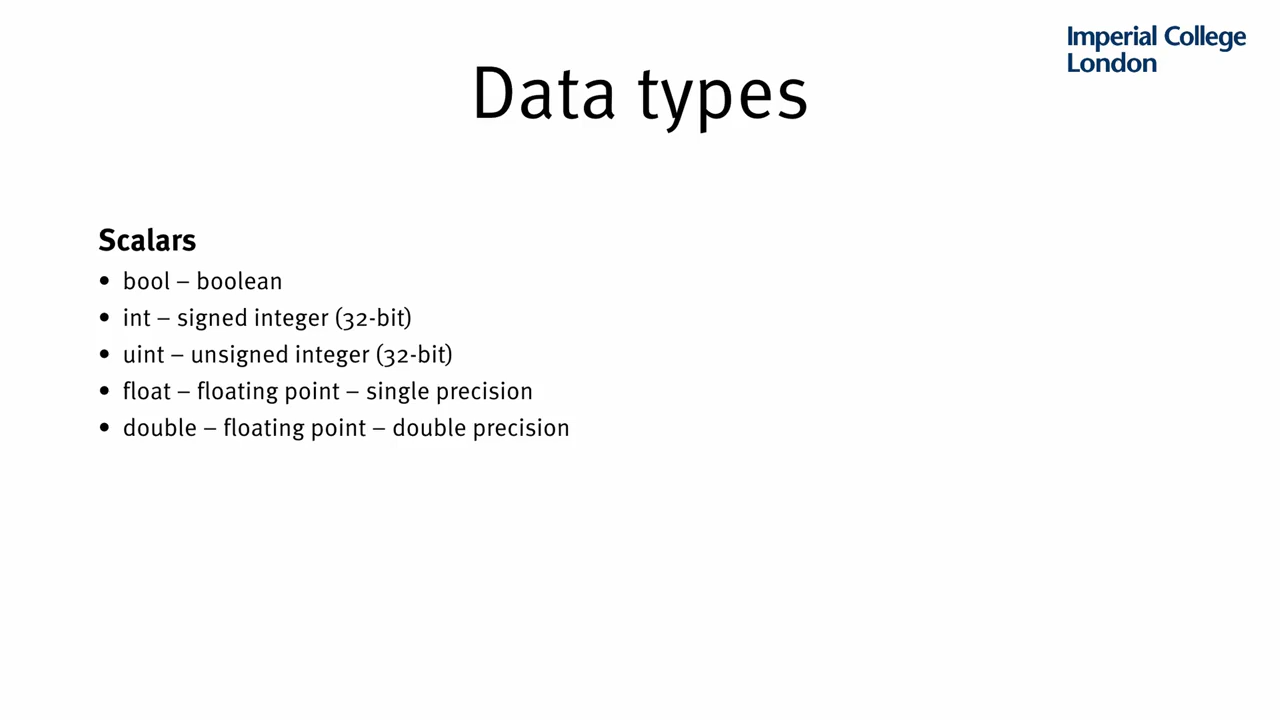 Imperial College
London
Data types
Scalars
• bool – boolean
• int – signed integer (32-bit)
• uint – unsigned integer (32-bit)
• float – floating point – single precision
• double – floating point – double precision